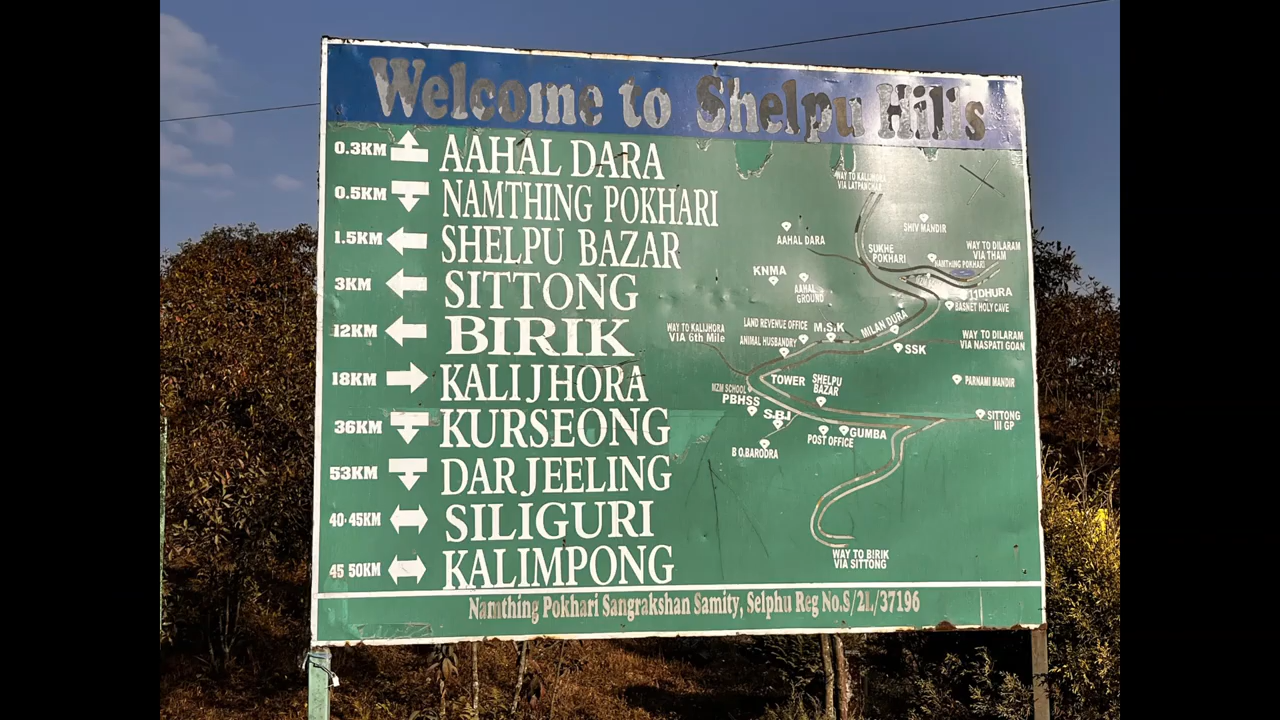 Welcome to Shelpu Hills
0.3KM AAHAL DARA
0.5KM NAMTHING POKHARI
1.5KM SHELPU BAZAR
3KM SITTONG
12KM BIRIK
18KM KALIJHORA
36KM KURSEONG
53KM DARJEELING
40-45KM SILIGURI
45 50KM KALIMPONG
WAY TO KALIJHORA
VIA LATPANCHAR
SHIV MANDIR
AAHAL DARA
SUKHE
POKHARI
WAY TO DILARAM
VIA THAM
NAMTHING POKHARI
KNMA
AAHAL
GROUND
BASNET HOLY CAVE
LAND REVENUE OFFICE
M.S.K
MILAN DURA
WAY TO KALIJHORA
VIA 6th MILE
ANIMAL HUSBANDRY
SSK
WAY TO DILARAM
VIA NASPATI GOAN
TOWER
SHELPU
BAZAR
PARNAMI MANDIR
MZM SCHOOL
PBHSS
S.B.I
SITTONG
III GP
POST OFFICE
GUMBA
B O.BARODRA
WAY TO BIRIK
VIA SITTONG
Namthing Pokhari Sangrakshan Samity, Selphu Reg No.S/2L/37196